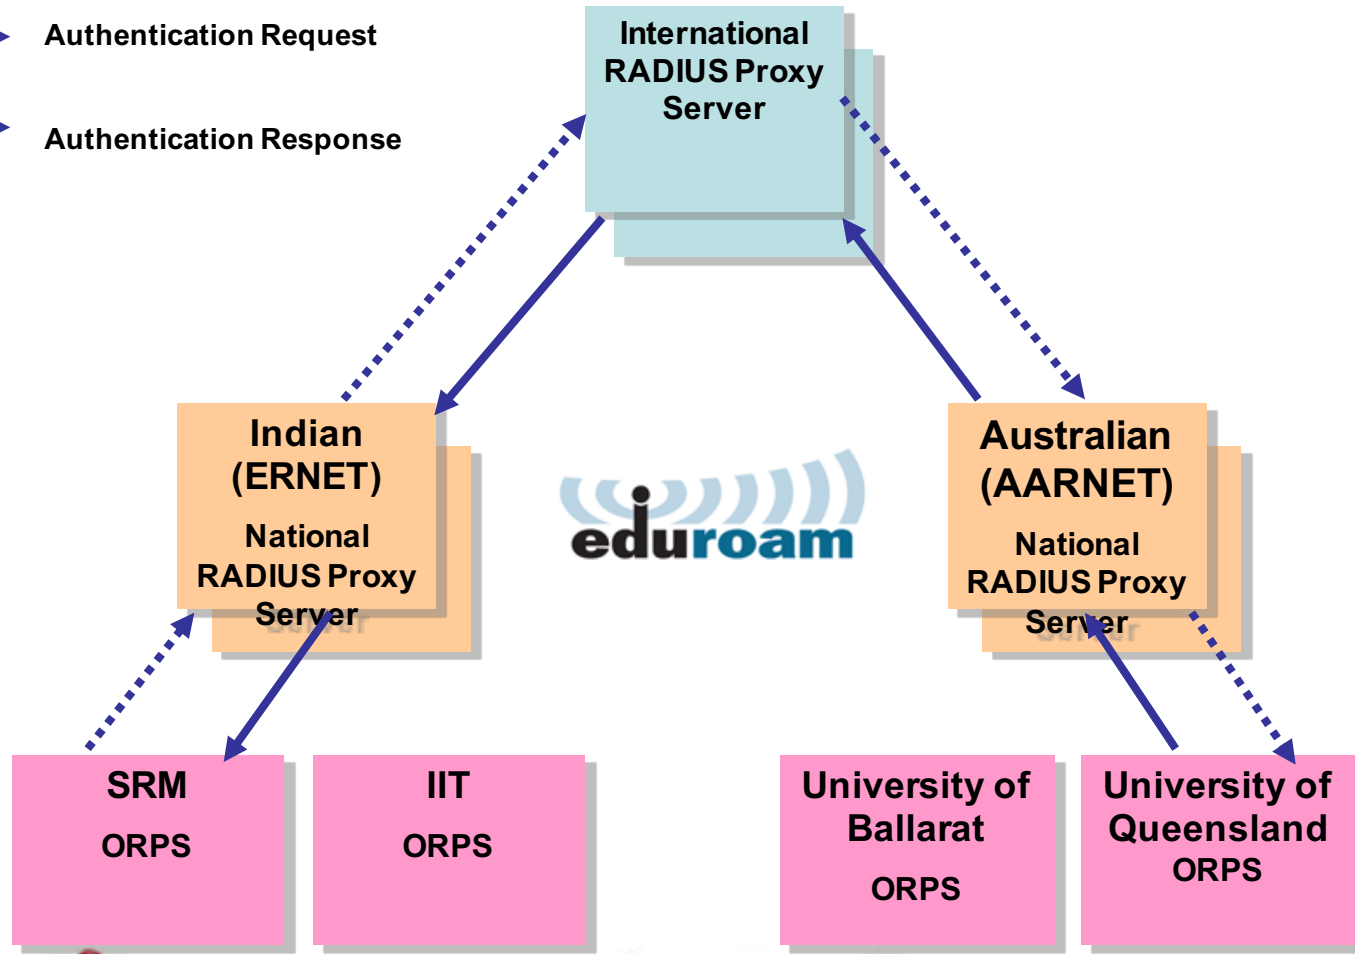 Authentication Request
Authentication Response
International
RADIUS Proxy
Server
Indian
(ERNET)
National
RADIUS Proxy
Server
eduroam
Australian
(AARNET)
National
RADIUS Proxy
Server
SRM
ORPS
IIT
ORPS
University of
Ballarat
ORPS
University of
Queensland
ORPS